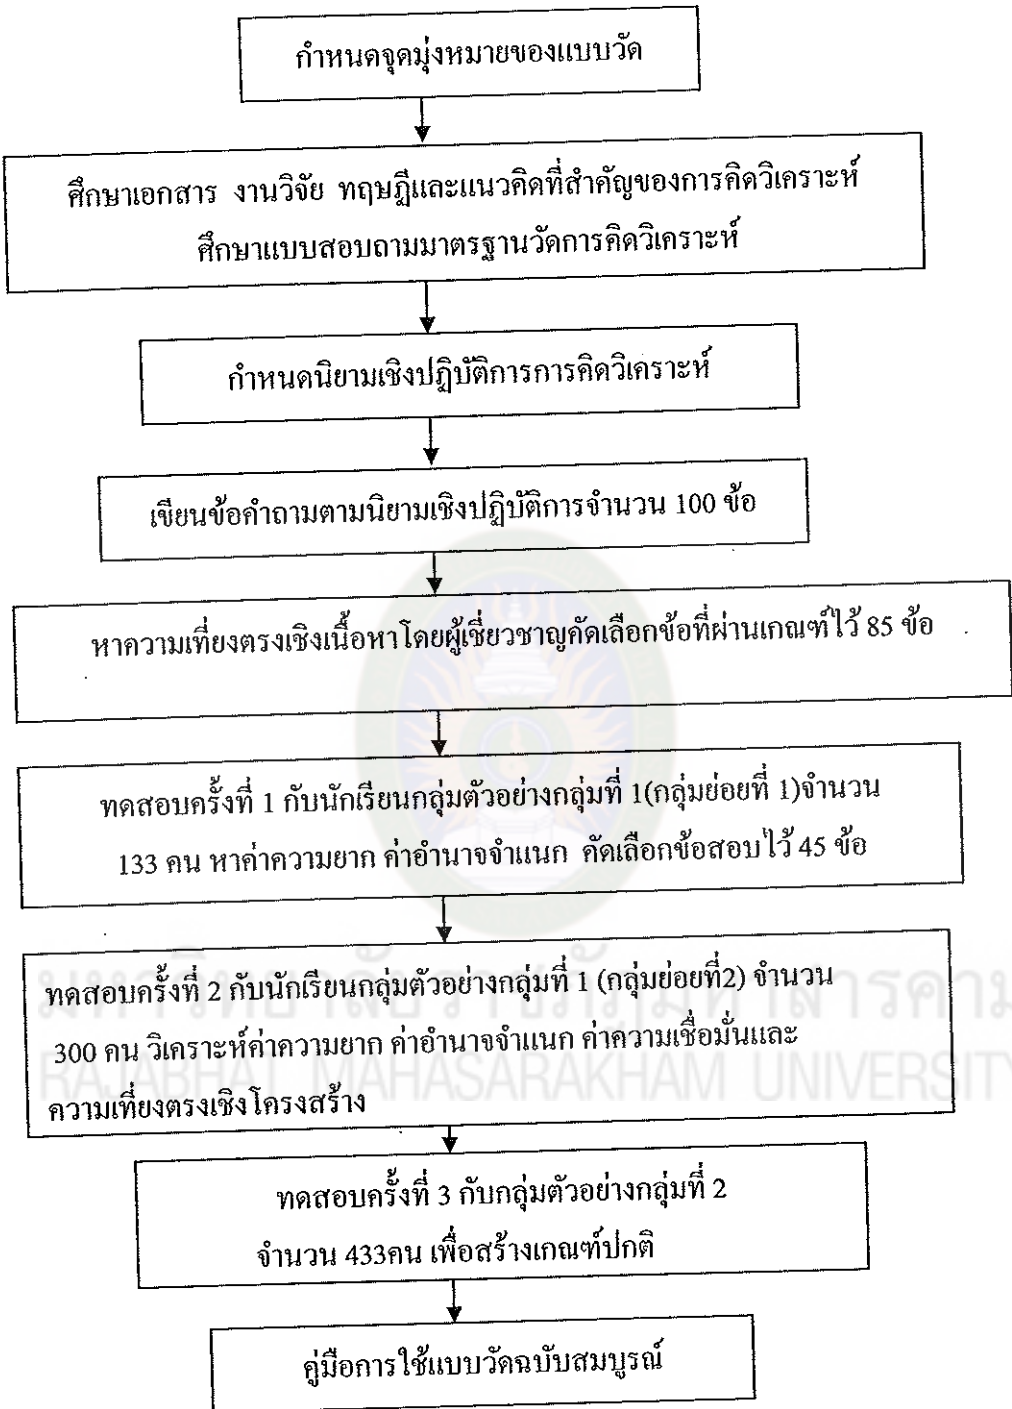 กำหนดจุดมุ่งหมายของแบบวัด
ศึกษาเอกสาร งานวิจัย ทฤษฎีและแนวคิดที่สำคัญของการคิดวิเคราะห์
ศึกษาแบบสอบถามมาตรฐานวัดการคิดวิเคราะห์
กำหนดนิยามเชิงปฏิบัติการการคิดวิเคราะห์
เขียนข้อคำถามตามนิยามเชิงปฏิบัติการจำนวน 100 ข้อ
หาความเที่ยงตรงเชิงเนื้อหาโดยผู้เชี่ยวชาญคัดเลือกข้อที่ผ่านเกณฑ์ไว้ 85 ข้อ
ทดสอบครั้งที่ 1 กับนักเรียนกลุ่มตัวอย่างกลุ่มที่ 1(กลุ่มย่อยที่ 1)จำนวน
133 คน หาค่าความยาก ค่าอำนาจจำแนก คัดเลือกข้อสอบไว้ 45 ข้อ
ทดสอบครั้งที่ 2 กับนักเรียนกลุ่มตัวอย่างกลุ่มที่ 1 (กลุ่มย่อยที่2) จำนวน
300 คน วิเคราะห์ค่าความยาก ค่าอำนาจจำแนก ค่าความเชื่อมั่นและ
ความเที่ยงตรงเชิงโครงสร้าง
มหาวิทยาลัยราชภัฏมหาสารคาม
RAJABHAT MAHASARAKHAM UNIVERSITY
ทดสอบครั้งที่ 3 กับกลุ่มตัวอย่างกลุ่มที่ 2
จำนวน 433คน เพื่อสร้างเกณฑ์ปกติ
คู่มือการใช้แบบวัดฉบับสมบูรณ์